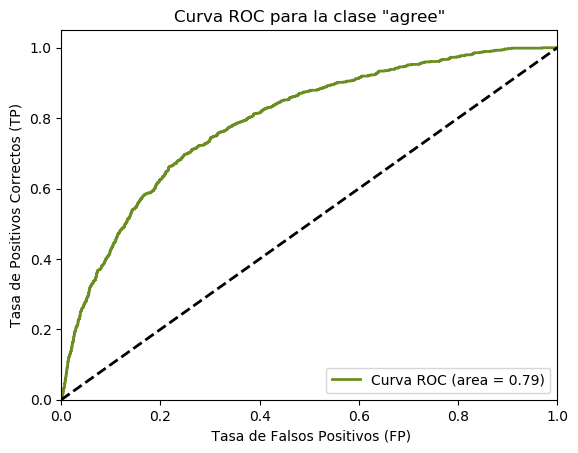 Curva ROC para la clase "agree"
Tasa de Positivos Correctos (TP)
1.0
0.8
0.6
0.4
0.2
0.0
Curva ROC (area = 0.79)
0.0 0.2 0.4 0.6 0.8 1.0
Tasa de Falsos Positivos (FP)